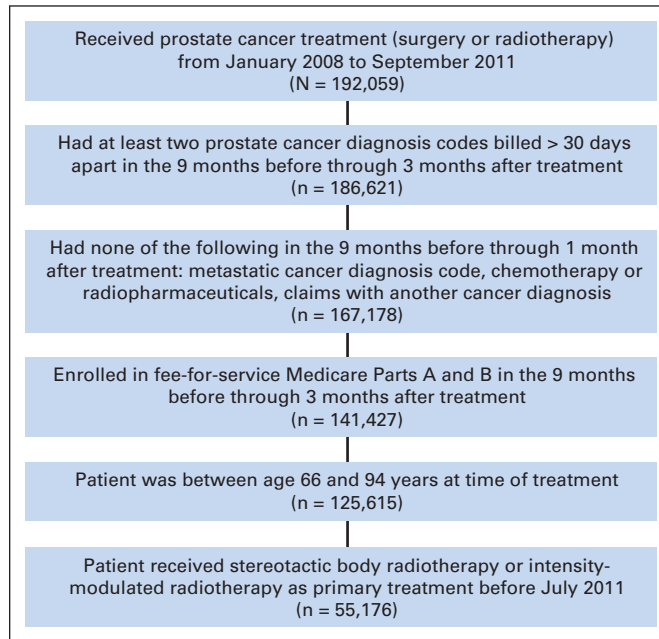 Received prostate cancer treatment (surgery or radiotherapy)
from January 2008 to September 2011
(N = 192,059)
Had at least two prostate cancer diagnosis codes billed > 30 days
apart in the 9 months before through 3 months after treatment
(n = 186,621)
Had none of the following in the 9 months before through 1 month
after treatment: metastatic cancer diagnosis code, chemotherapy or
radiopharmaceuticals, claims with another cancer diagnosis
(n = 167,178)
Enrolled in fee-for-service Medicare Parts A and B in the 9 months
before through 3 months after treatment
(n = 141,427)
Patient was between age 66 and 94 years at time of treatment
(n = 125,615)
Patient received stereotactic body radiotherapy or intensity-
modulated radiotherapy as primary treatment before July 2011
(n = 55,176)